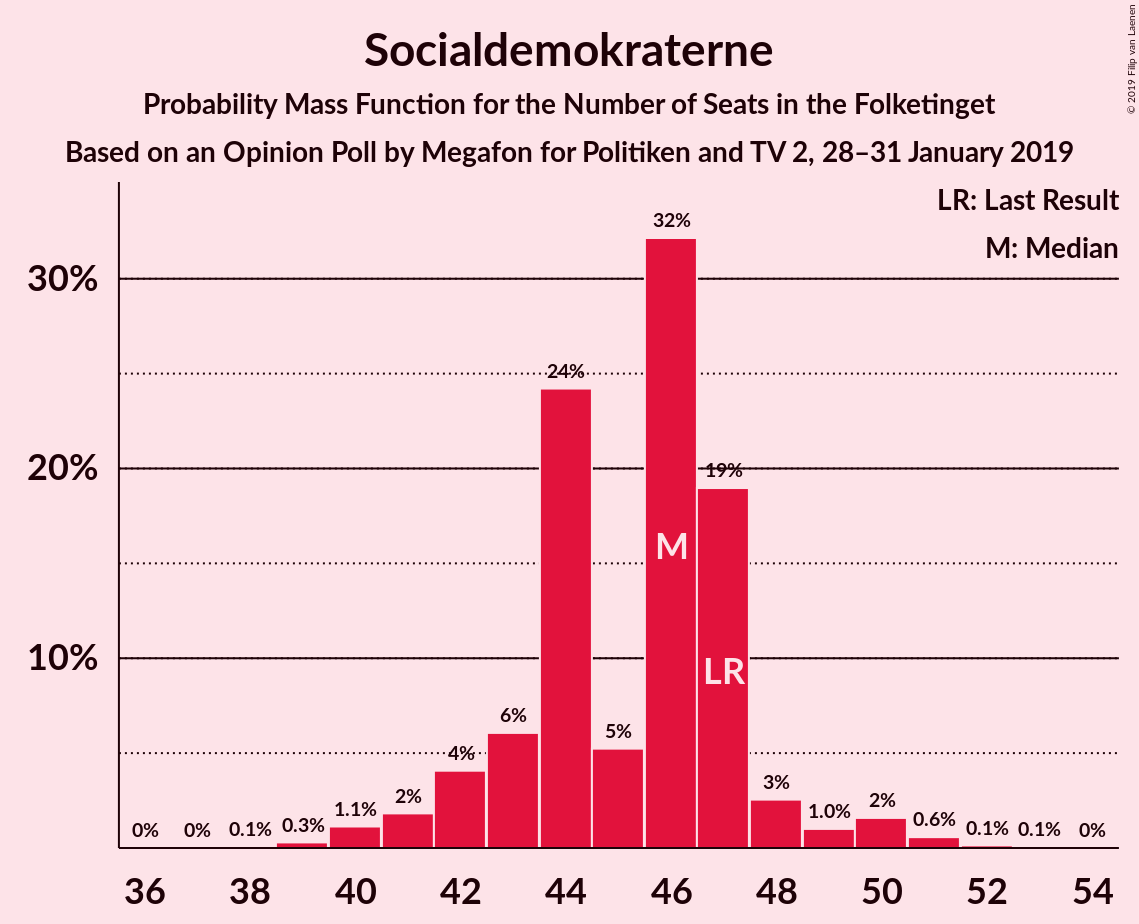 Socialdemokraterne
Probability Mass Function for the Number of Seats in the Folketinget
Based on an Opinion Poll by Megafon for Politiken and TV 2, 28–31 January 2019
© 2019 Filip van Laenen
LR: Last Result
M: Median
30%
20%
10%
0%
0%
0.1%
0.3%
1.1%
2%
4%
6%
24%
5%
32%
19%
3%
1.0%
2%
0.6%
0.1%
0.1%
0%
M
LR
36 38 40 42 44 46 48 50 52 54